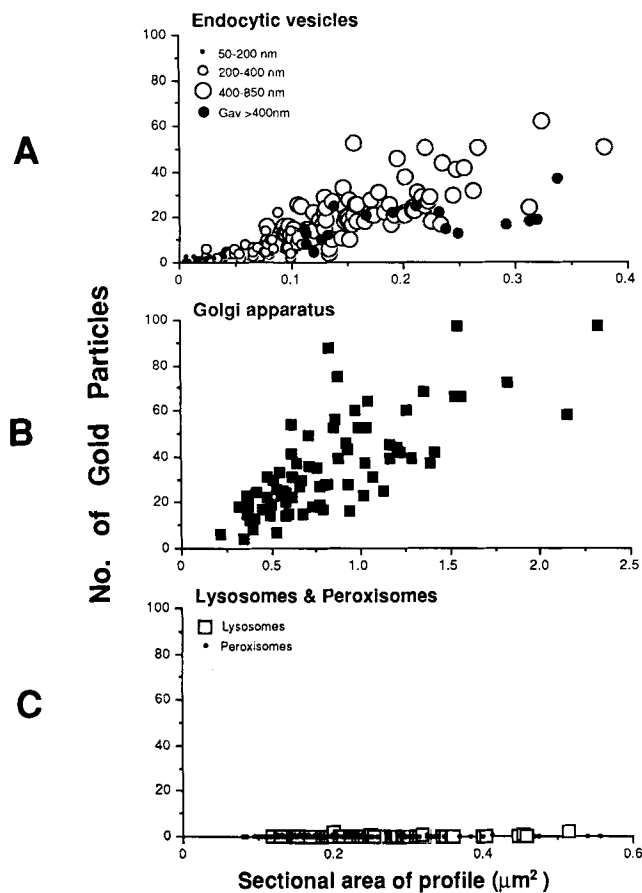 Endocytic vesicles
50-200 nm
200-400 nm
400-850 nm
Gav >400nm
A
100
80
60
40
20
0
0 0.1 0.2 0.3 0.4
Golgi apparatus
B
100
80
60
40
20
0
0 0.5 1.0 1.5 2.0 2.5
No. of Gold Particles
Lysosomes & Peroxisomes
Lysosomes
Peroxisomes
C
100
80
60
40
20
0
0 0.2 0.4 0.6
Sectional area of profile (μm²)